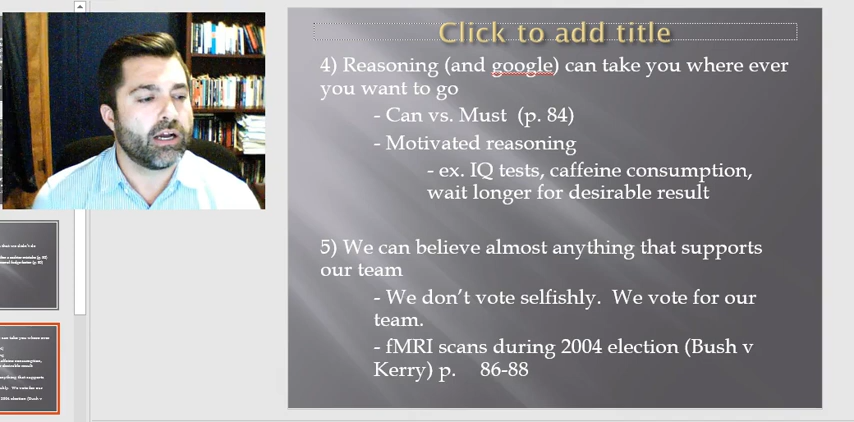 Click to add title
4) Reasoning (and google) can take you where ever
you want to go
- Can vs. Must (p. 84)
- Motivated reasoning
- ex. IQ tests, caffeine consumption,
wait longer for desirable result
5) We can believe almost anything that supports
our team
- We don't vote selfishly. We vote for our
team.
- fMRI scans during 2004 election (Bush v
Kerry) p. 86-88